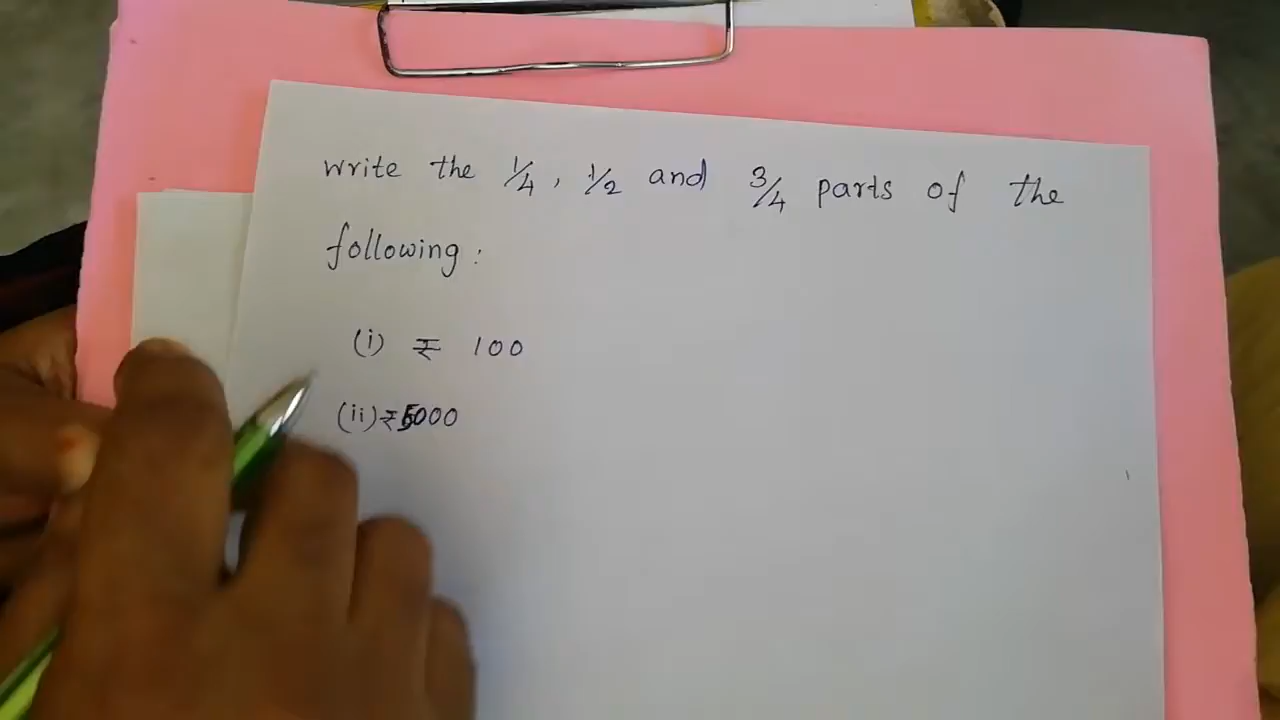 write the 1/4, 1/2 and 3/4 parts of the
following:
(i) ₹ 100
(ii) ₹5000